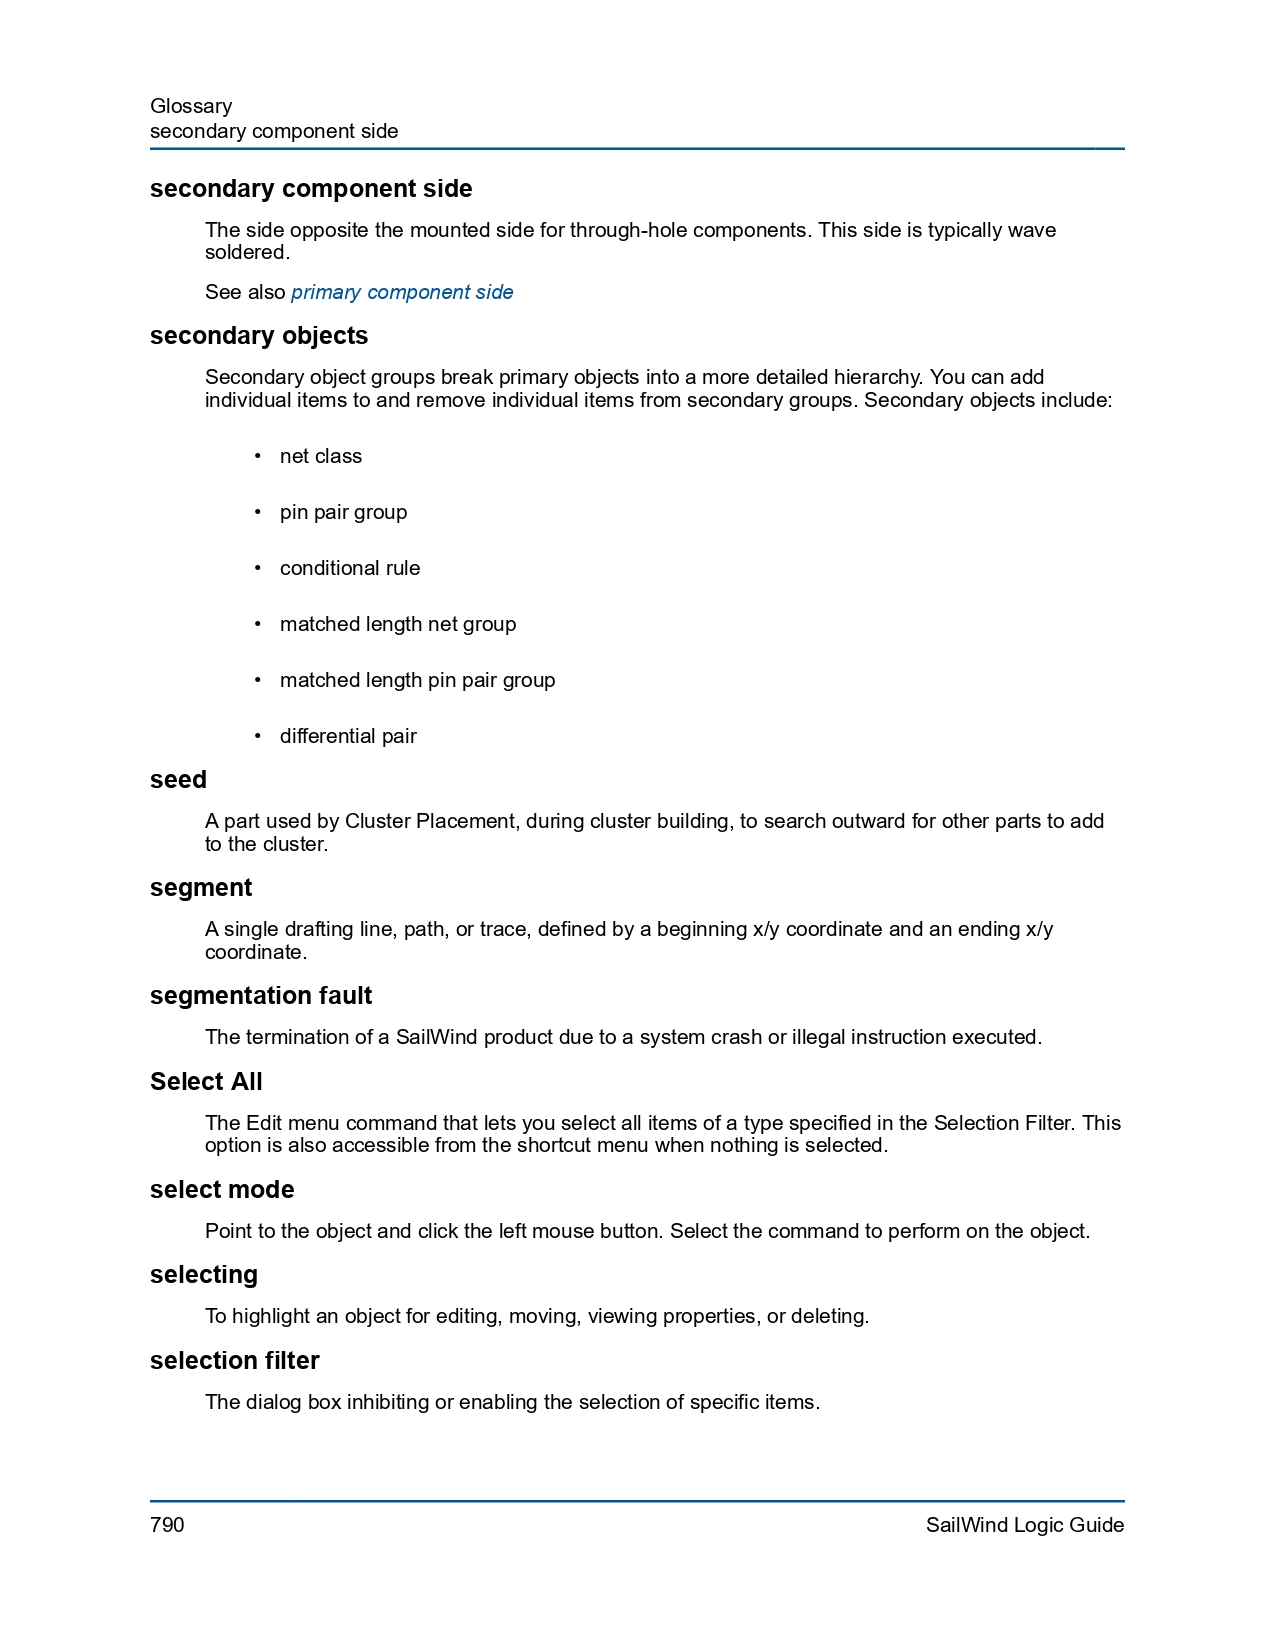 Glossary
secondary component side
secondary component side
The side opposite the mounted side for through-hole components. This side is typically wave
soldered.
See also primary component side
secondary objects
Secondary object groups break primary objects into a more detailed hierarchy. You can add
individual items to and remove individual items from secondary groups. Secondary objects include:
• net class
• pin pair group
• conditional rule
• matched length net group
• matched length pin pair group
• differential pair
seed
A part used by Cluster Placement, during cluster building, to search outward for other parts to add
to the cluster.
segment
A single drafting line, path, or trace, defined by a beginning x/y coordinate and an ending x/y
coordinate.
segmentation fault
The termination of a SailWind product due to a system crash or illegal instruction executed.
Select All
The Edit menu command that lets you select all items of a type specified in the Selection Filter. This
option is also accessible from the shortcut menu when nothing is selected.
select mode
Point to the object and click the left mouse button. Select the command to perform on the object.
selecting
To highlight an object for editing, moving, viewing properties, or deleting.
selection filter
The dialog box inhibiting or enabling the selection of specific items.
790
SailWind Logic Guide